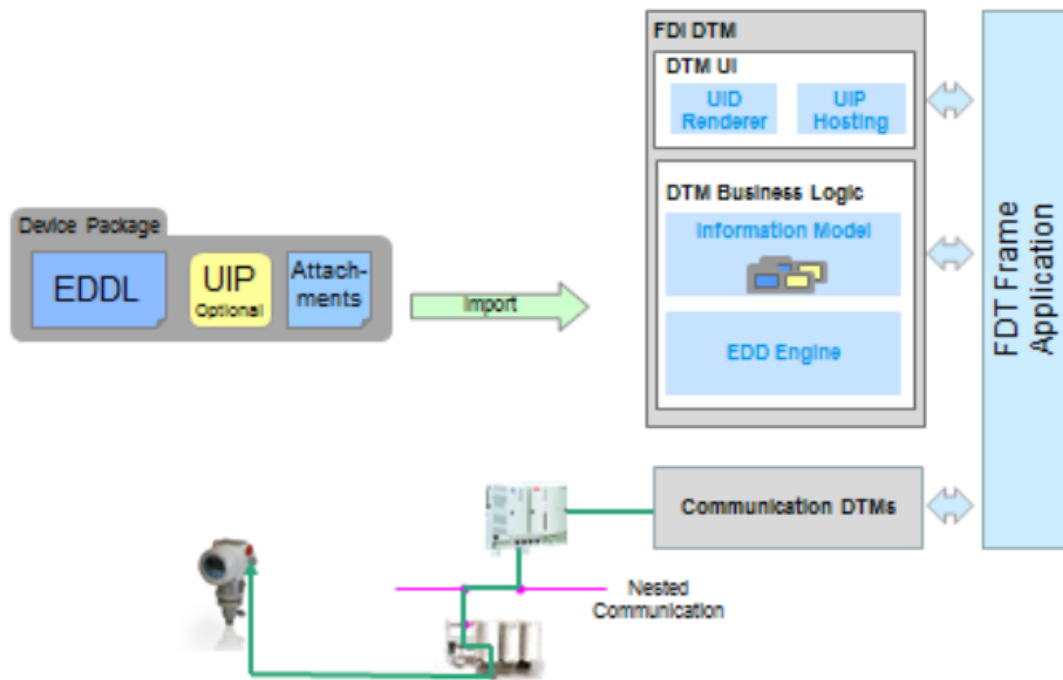 FDI DTM
DTM UI
UID
Renderer
UIP
Hosting
DTM Business Logic
Information Model
EDD Engine
FDT Frame
Application
Device Package
EDDL
UIP
Optional
Attach-
ments
Import
Communication DTMs
Nested
Communication